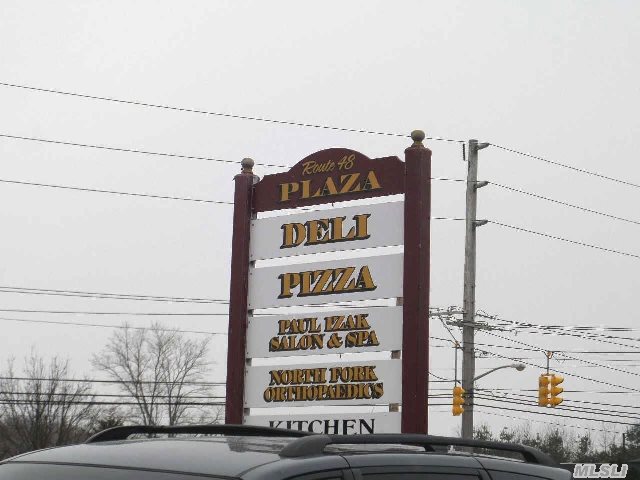 Route 48
PLAZA
DELI
PIZZA
PAUL IZAK
SALON & SPA
NORTH FORK
ORTHOPAEDICS
KITCHEN
MLSLI